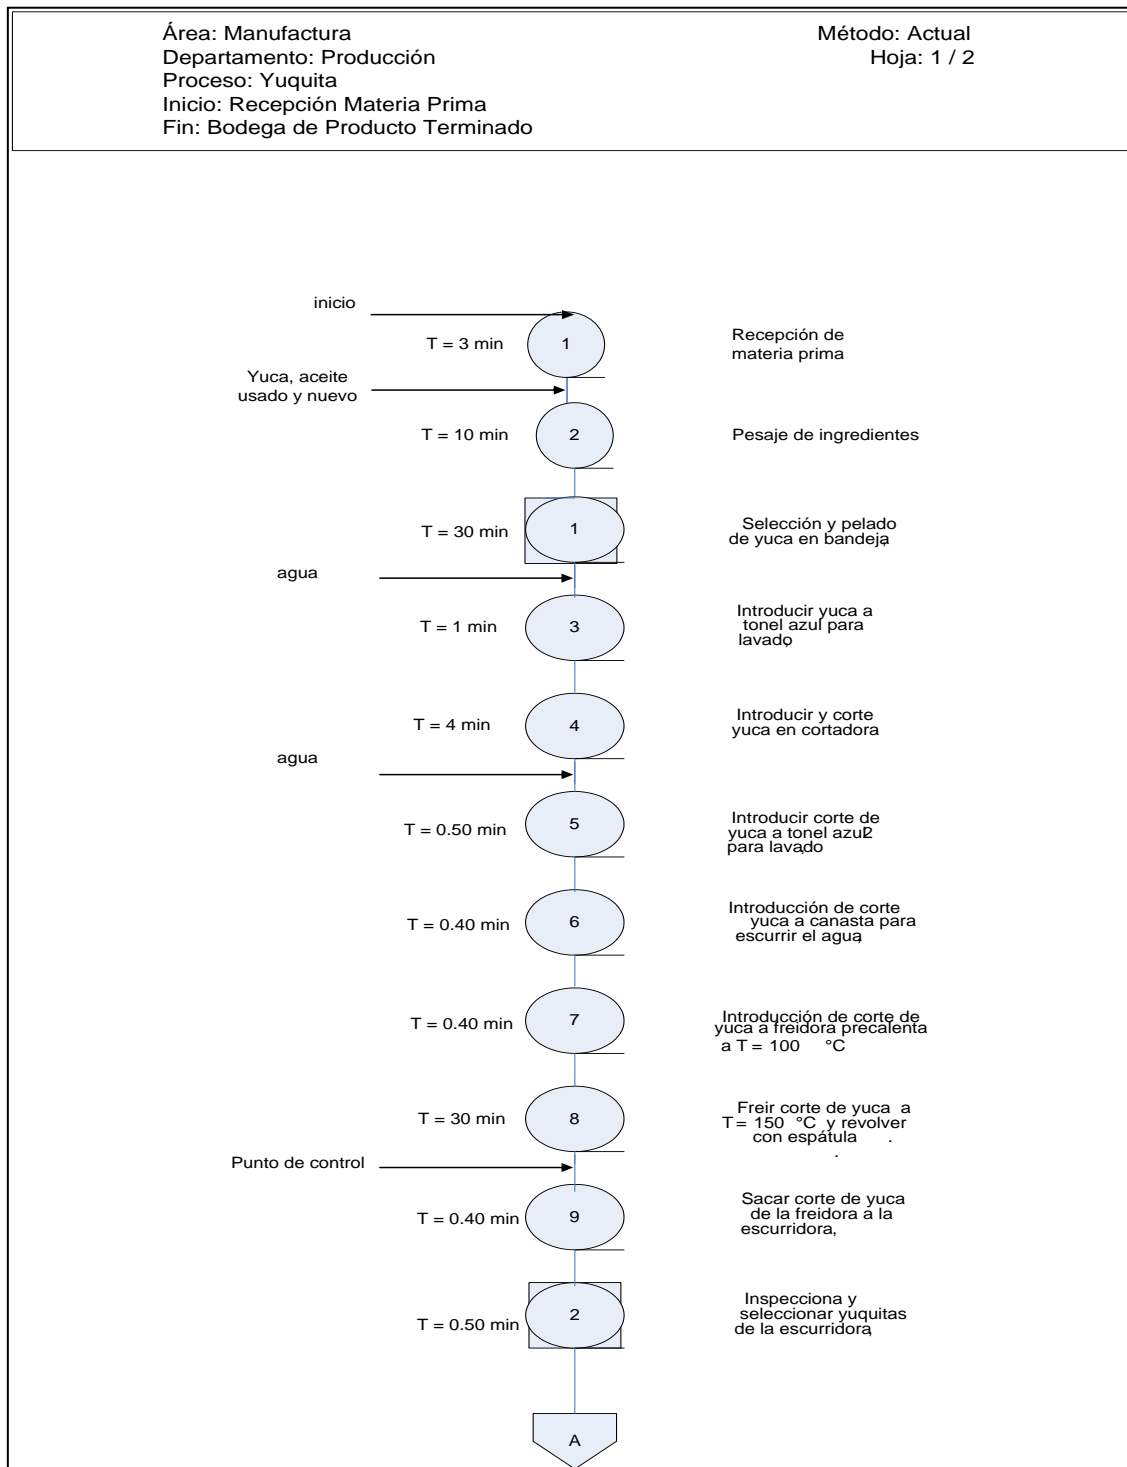 Área: Manufactura
Método: Actual
Departamento: Producción
Hoja: 1 / 2
Proceso: Yuquita
Inicio: Recepción Materia Prima
Fin: Bodega de Producto Terminado
inicio
T = 3 min
1
Recepción de
materia prima
Yuca, aceite
usado y nuevo
T = 10 min
2
Pesaje de ingredientes
T = 30 min
1
Selección y pelado
de yuca en bandeja,
agua
T = 1 min
3
Introducir yuca a
tonel azul para
lavado,
T = 4 min
4
Introducir y corte
yuca en cortadora
agua
T = 0.50 min
5
Introducir corte de
yuca a tonel azul2
para lavado,
T = 0.40 min
6
Introducción de corte
yuca a canasta para
escurrir el agua,
T = 0.40 min
7
Introducción de corte de
yuca a freidora precalenta
a T = 100 °C
T = 30 min
8
Freir corte de yuca a
T = 150 °C y revolver
con espátula .
.
Punto de control
T = 0.40 min
9
Sacar corte de yuca
de la freidora a la
escurridora,
T = 0.50 min
2
Inspecciona y
seleccionar yuquitas
de la escurridora,
A